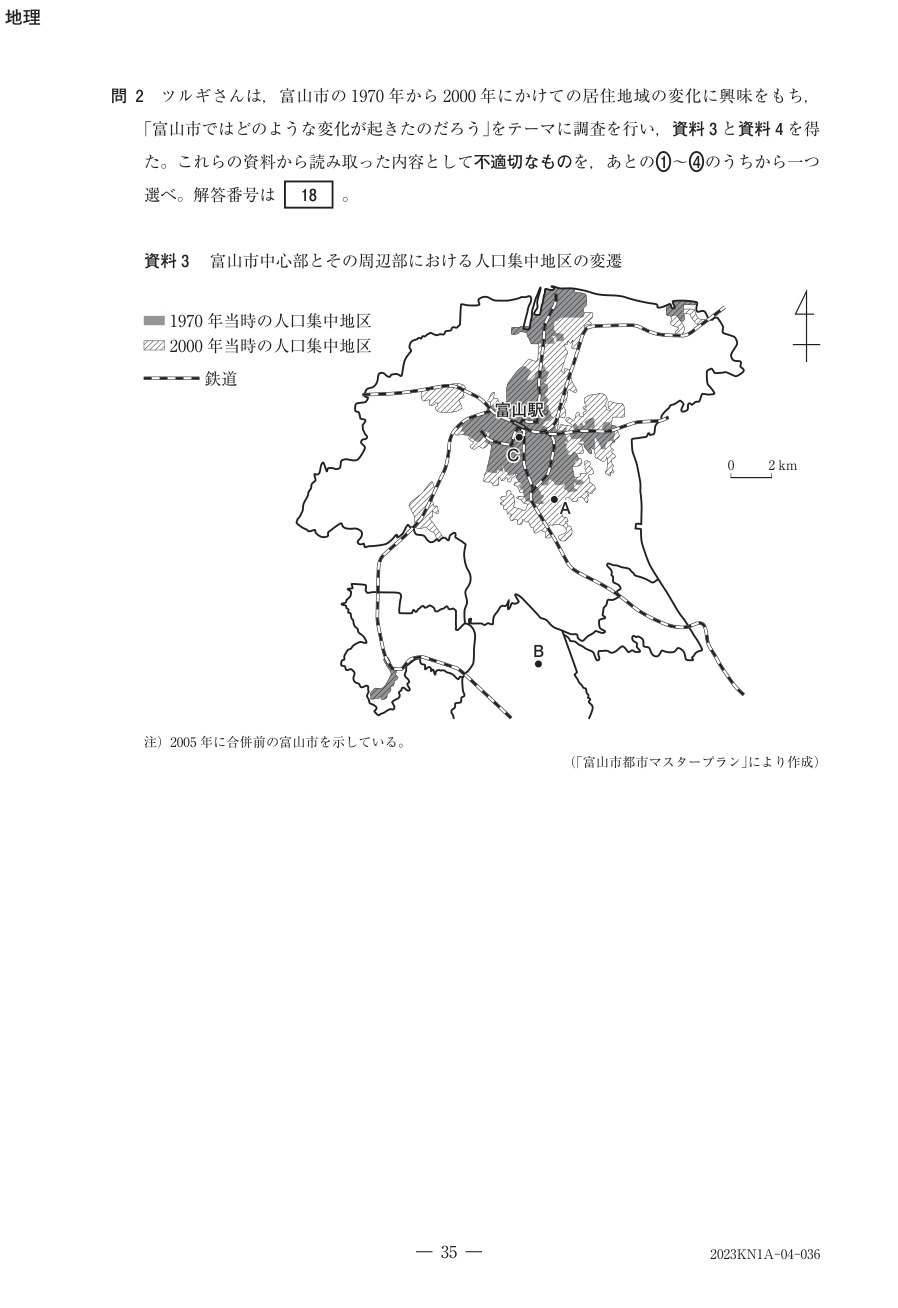 地理
問 2 ツルギさんは，富山市の 1970 年から 2000 年にかけての居住地域の変化に興味をもち，
「富山市ではどのような変化が起きたのだろう」をテーマに調査を行い，資料 3 と資料 4 を得
た。これらの資料から読み取った内容として不適切なものを，あとの①～④のうちから一つ
選べ。解答番号は 18 。
資料 3 富山市中心部とその周辺部における人口集中地区の変遷
1970 年当時の人口集中地区
2000 年当時の人口集中地区
鉄道
富山駅
C
A
0 2 km
B
注）2005 年に合併前の富山市を示している。
（「富山市都市マスタープラン」により作成）
― 35 ―
2023KN1A-04-036